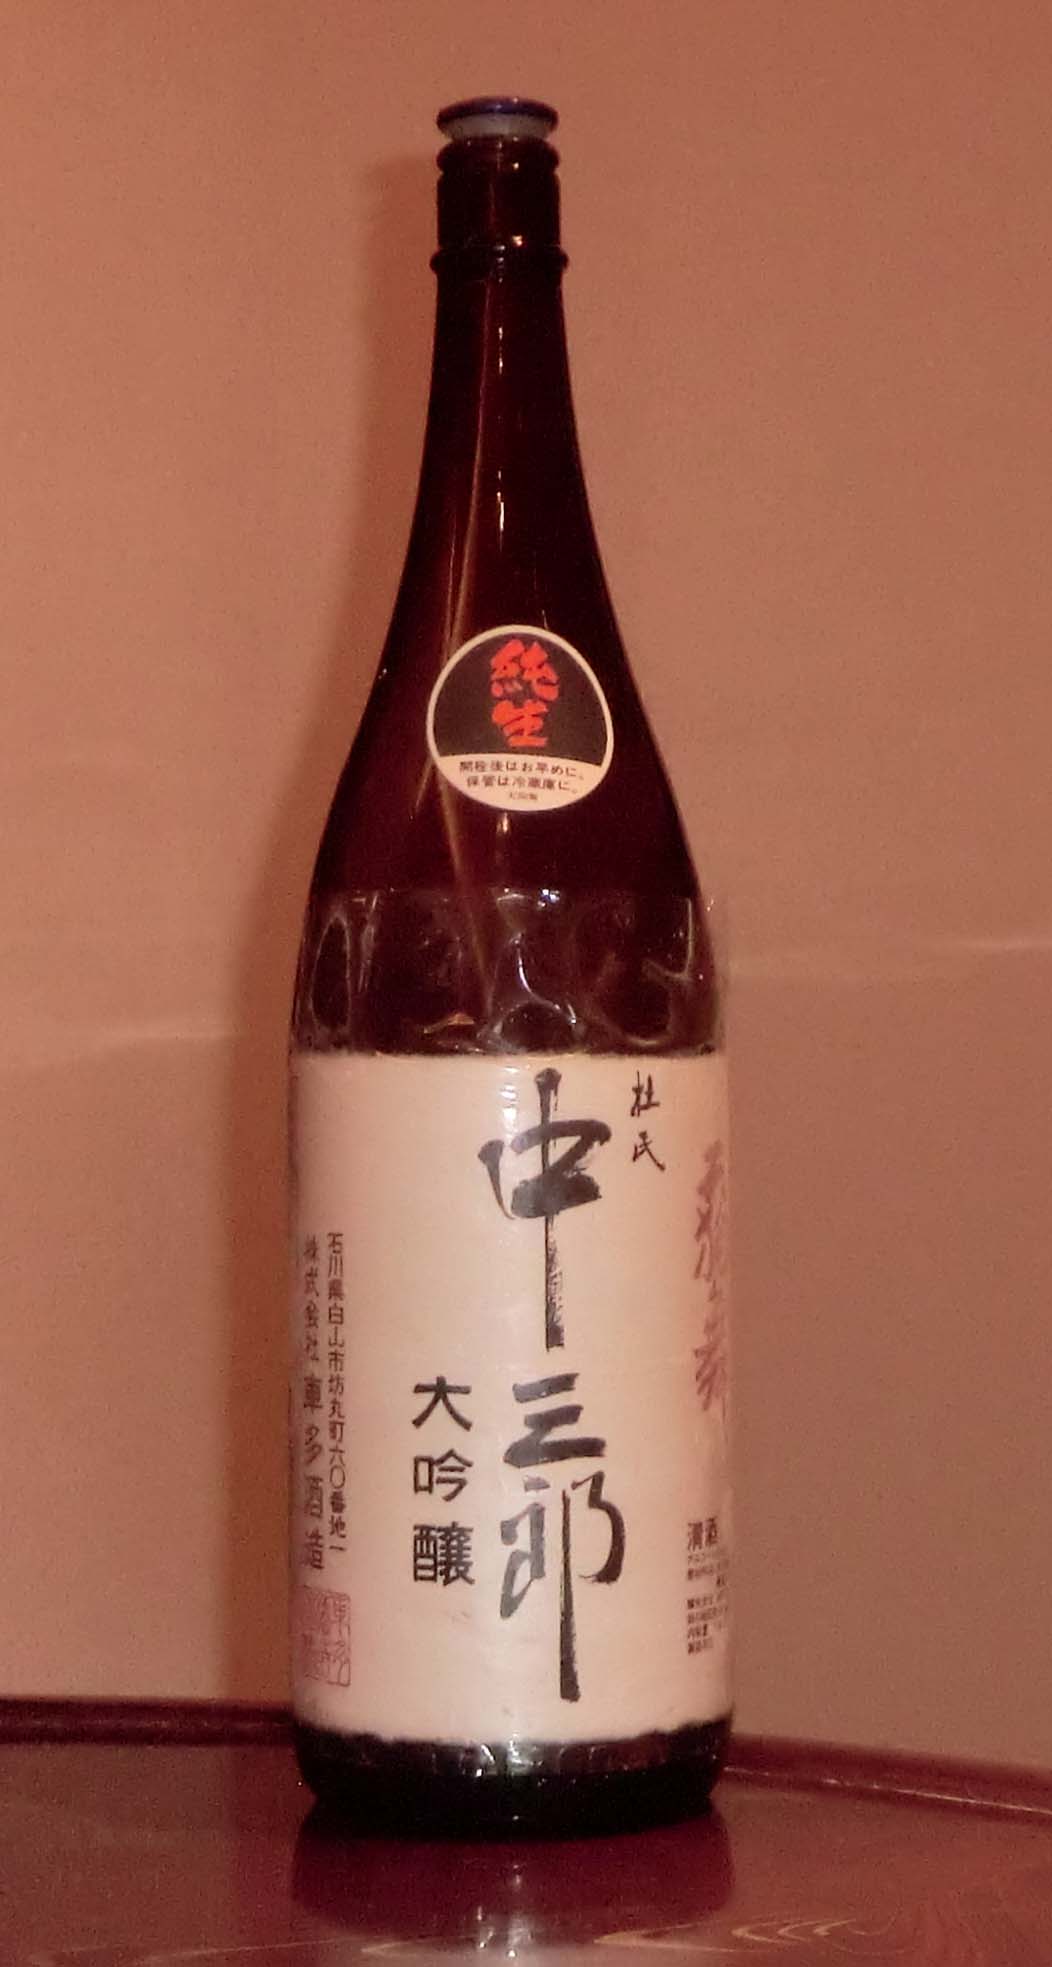 純生
開栓後はお早めに。
保管は冷蔵庫に。
杜氏
中三郎
大吟醸
石川県白山市坊丸町六〇番地一
株式会社車多酒造
清酒